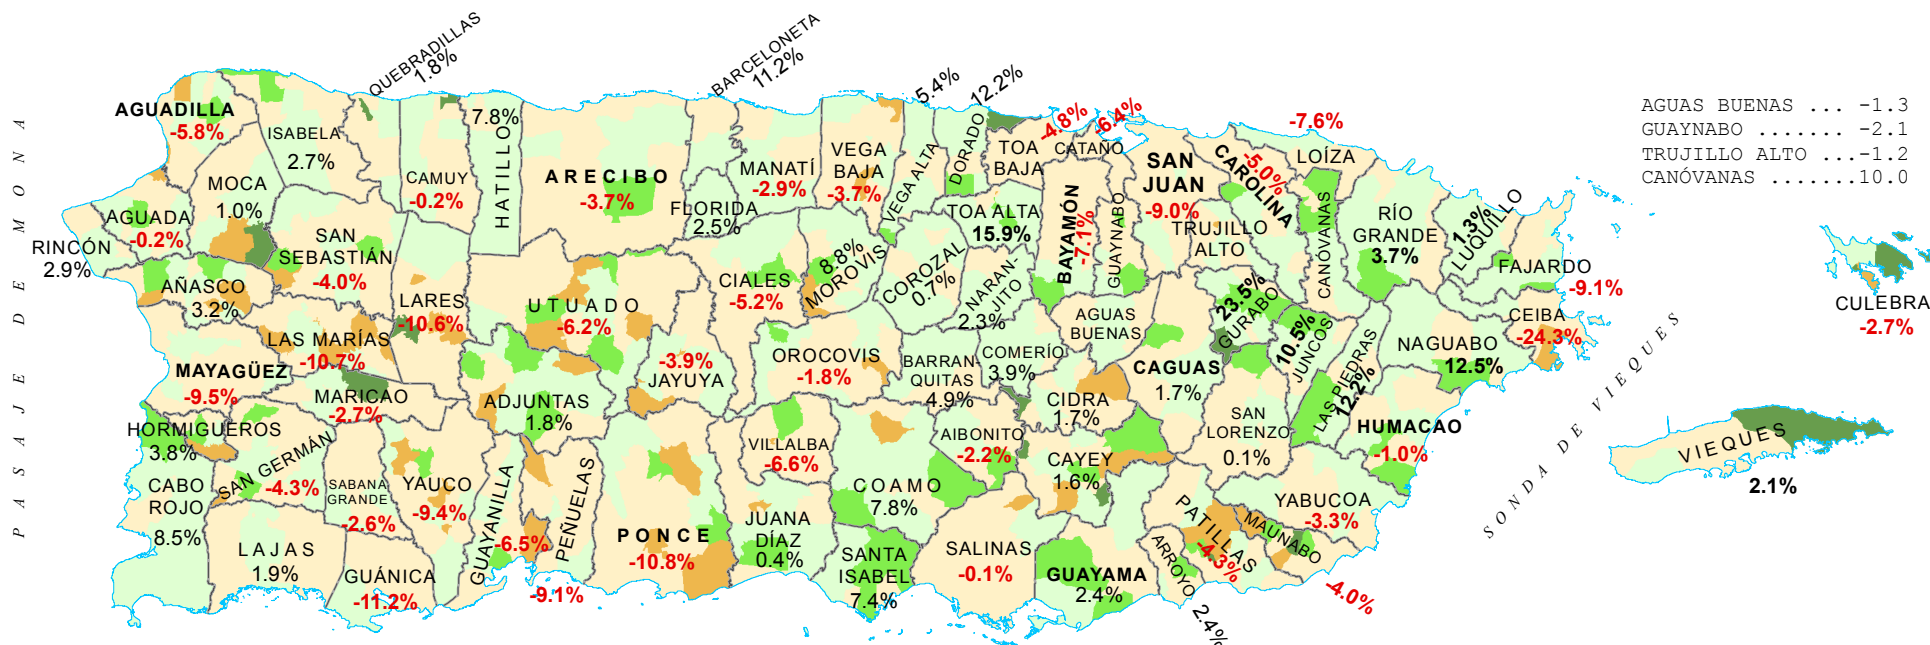 QUEBRADILLAS
1.8%
BARCELONETA
11.2%
5.4%
12.2%
-4.8%
-6.4%
-7.6%
AGUAS BUENAS ... -1.3
GUAYNABO ....... -2.1
TRUJILLO ALTO ...-1.2
CANÓVANAS .......10.0
PASAJE DE MONA
AGUADILLA
-5.8%
ISABELA
2.7%
CAMUY
-0.2%
7.8%
HATILLO
ARECIBO
-3.7%
FLORIDA
2.5%
MANATÍ
-2.9%
VEGA
BAJA
-3.7%
VEGA ALTA
DORADO
TOA
BAJA
CATAÑO
TOA ALTA
15.9%
BAYAMÓN
-7.1%
GUAYNABO
SAN
JUAN
-9.0%
CAROLINA
-5.0%
TRUJILLO
ALTO
LOÍZA
CANÓVANAS
RÍO
GRANDE
3.7%
LUQUILLO
1.3%
FAJARDO
-9.1%
CULEBRA
-2.7%
MOCA
1.0%
AGUADA
-0.2%
RINCÓN
2.9%
AÑASCO
3.2%
SAN
SEBASTIÁN
-4.0%
LARES
-10.6%
UTUADO
-6.2%
CIALES
-5.2%
8.8%
MOROVIS
COROZAL
0.7%
NARAN-
JITO
2.3%
AGUAS
BUENAS
23.5%
GURABO
10.5%
JUNCOS
LAS PIEDRAS
12.2%
NAGUABO
12.5%
CEIBA
-24.3%
LAS MARÍAS
-10.7%
MAYAGÜEZ
-9.5%
MARICAO
-2.7%
ADJUNTAS
1.8%
-3.9%
JAYUYA
OROCOVIS
-1.8%
BARRAN-
QUITAS
4.9%
COMERÍO
3.9%
CIDRA
1.7%
CAGUAS
1.7%
SAN
LORENZO
0.1%
HUMACAO
-1.0%
SONDA DE VIEQUES
VIEQUES
2.1%
HORMIGUEROS
3.8%
CABO
ROJO
8.5%
SAN GERMÁN
-4.3%
SABANA
GRANDE
-2.6%
YAUCO
-9.4%
GUAYANILLA
-6.5%
PEÑUELAS
-9.1%
PONCE
-10.8%
VILLALBA
-6.6%
JUANA
DÍAZ
0.4%
COAMO
7.8%
AIBONITO
-2.2%
CAYEY
1.6%
SANTA
ISABEL
7.4%
SALINAS
-0.1%
GUAYAMA
2.4%
ARROYO
2.4%
PATILLAS
-4.3%
MAUNABO
-4.0%
YABUCOA
-3.3%
LAJAS
1.9%
GUÁNICA
-11.2%